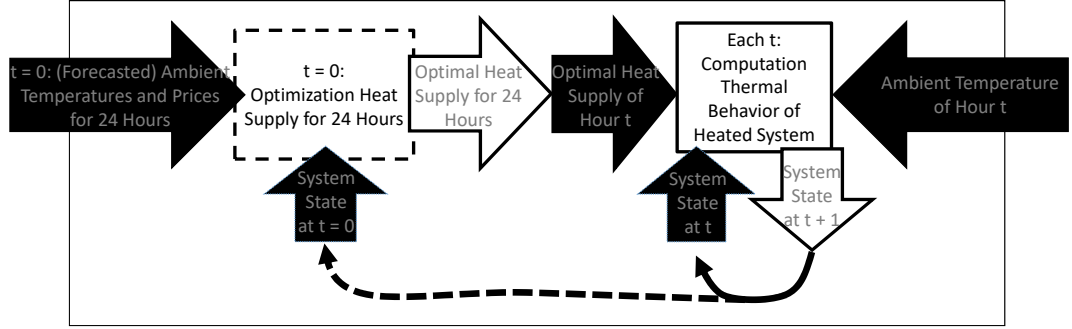 t = 0: (Forecasted) Ambient
Temperatures and Prices
for 24 Hours
t = 0:
Optimization Heat
Supply for 24 Hours
Optimal Heat
Supply for 24
Hours
Optimal Heat
Supply of
Hour t
Each t:
Computation
Thermal
Behavior of
Heated System
Ambient Temperature
of Hour t
System
State
at t = 0
System
State
at t
System
State
at t + 1